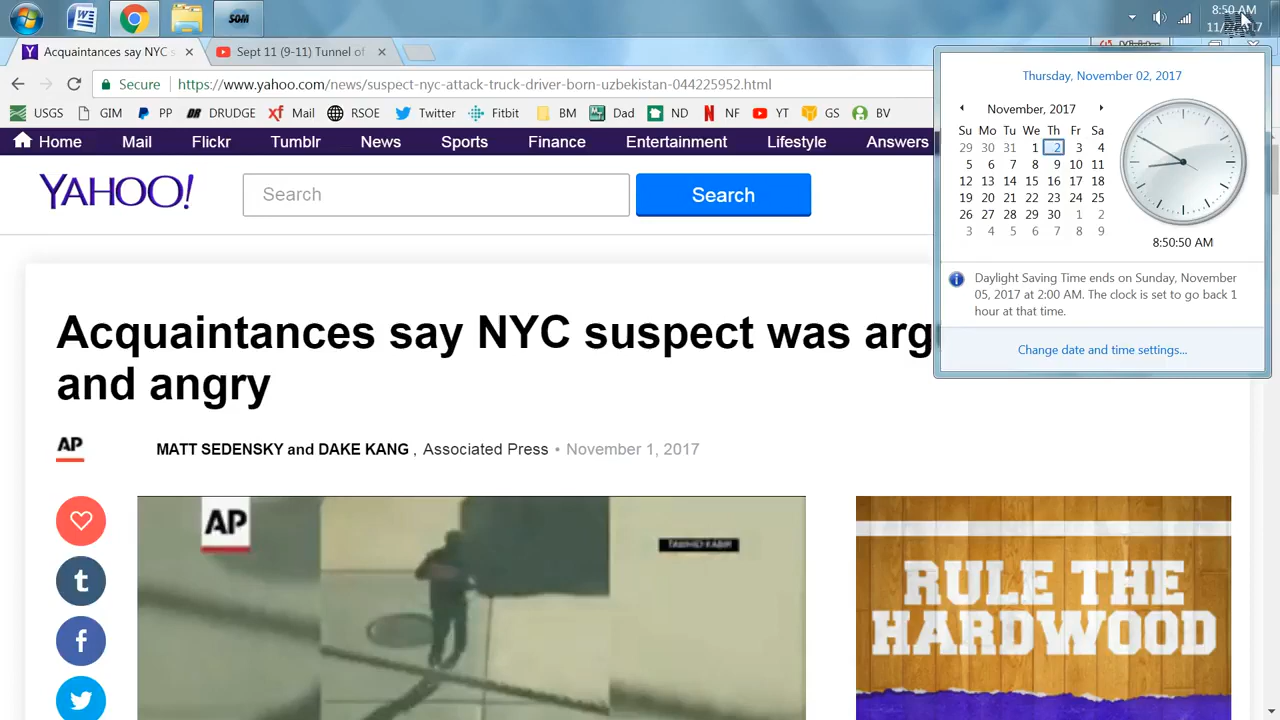 SOM
8:50 AM
Acquaintances say NYC s
Sept 11 (9-11) Tunnel of
Secure
https://www.yahoo.com/news/suspect-nyc-attack-truck-driver-born-uzbekistan-044225952.html
USGS GIM PP DRUDGE Mail RSOE Twitter Fitbit BM Dad ND NF YT GS BV
Home Mail Flickr Tumblr News Sports Finance Entertainment Lifestyle Answers
YAHOO!
Search
Search
Thursday, November 02, 2017
November, 2017
Su Mo Tu We Th Fr Sa
29 30 31 1 2 3 4
5 6 7 8 9 10 11
12 13 14 15 16 17 18
19 20 21 22 23 24 25
26 27 28 29 30 1 2
3 4 5 6 7 8 9
8:50:50 AM
Daylight Saving Time ends on Sunday, November
05, 2017 at 2:00 AM. The clock is set to go back 1
hour at that time.
Change date and time settings...
Acquaintances say NYC suspect was arg
and angry
AP
MATT SEDENSKY and DAKE KANG , Associated Press • November 1, 2017
AP
TAWHID KABIR
RULE THE
HARDWOOD